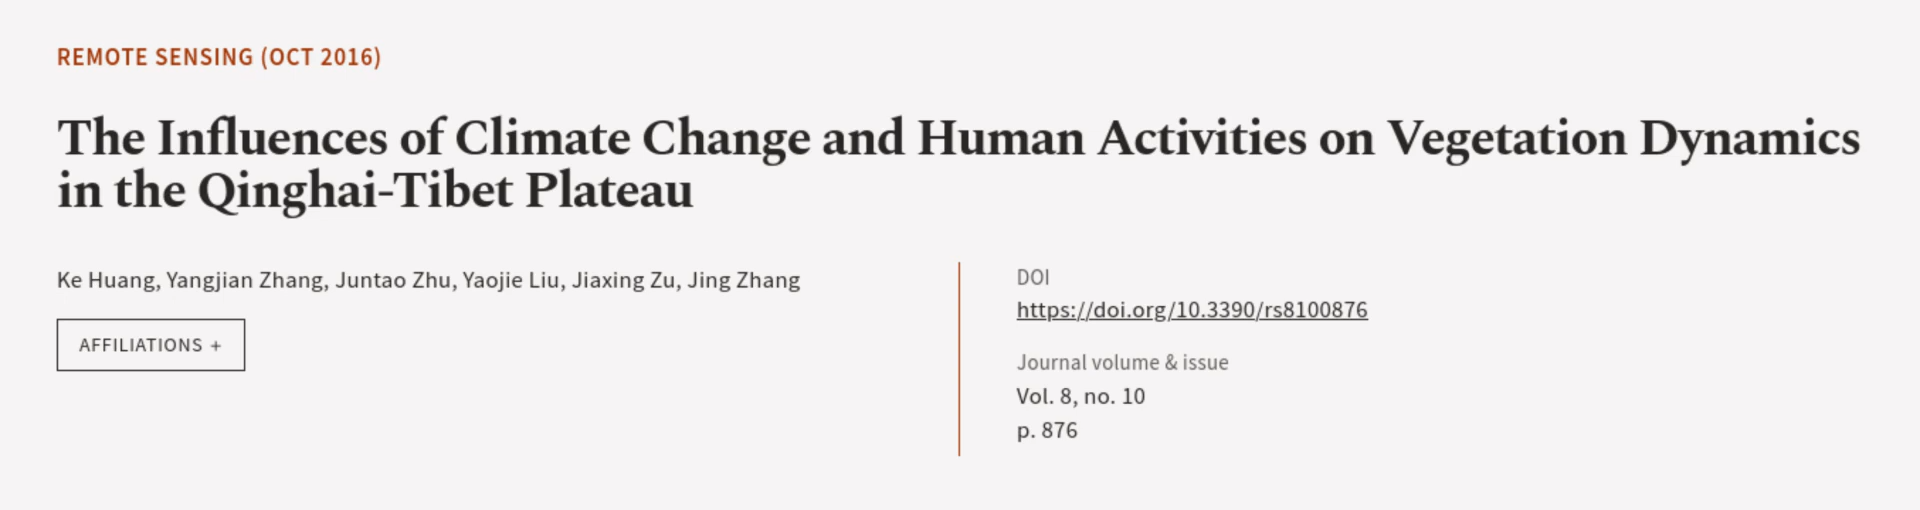 REMOTE SENSING (OCT 2016)
The Influences of Climate Change and Human Activities on Vegetation Dynamics
in the Qinghai-Tibet Plateau
Ke Huang, Yangjian Zhang, Juntao Zhu, Yaojie Liu, Jiaxing Zu, Jing Zhang
AFFILIATIONS +
DOI
https://doi.org/10.3390/rs8100876
Journal volume & issue
Vol. 8, no. 10
p. 876